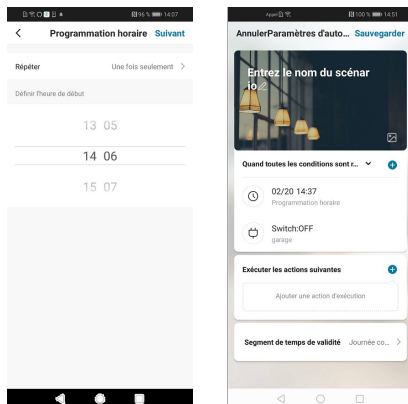 96 % 14:07
Programmation horaire Suivant
Répéter Une fois seulement
Définir l'heure de début
13 05
14 06
15 07
Appel 100 % 14:51
Annuler Paramètres d'auto... Sauvegarder
Entrez le nom du scénar
io
Quand toutes les conditions sont r...
02/20 14:37
Programmation horaire
Switch:OFF
garage
Exécuter les actions suivantes
Ajouter une action d'exécution
Segment de temps de validité Journée co...